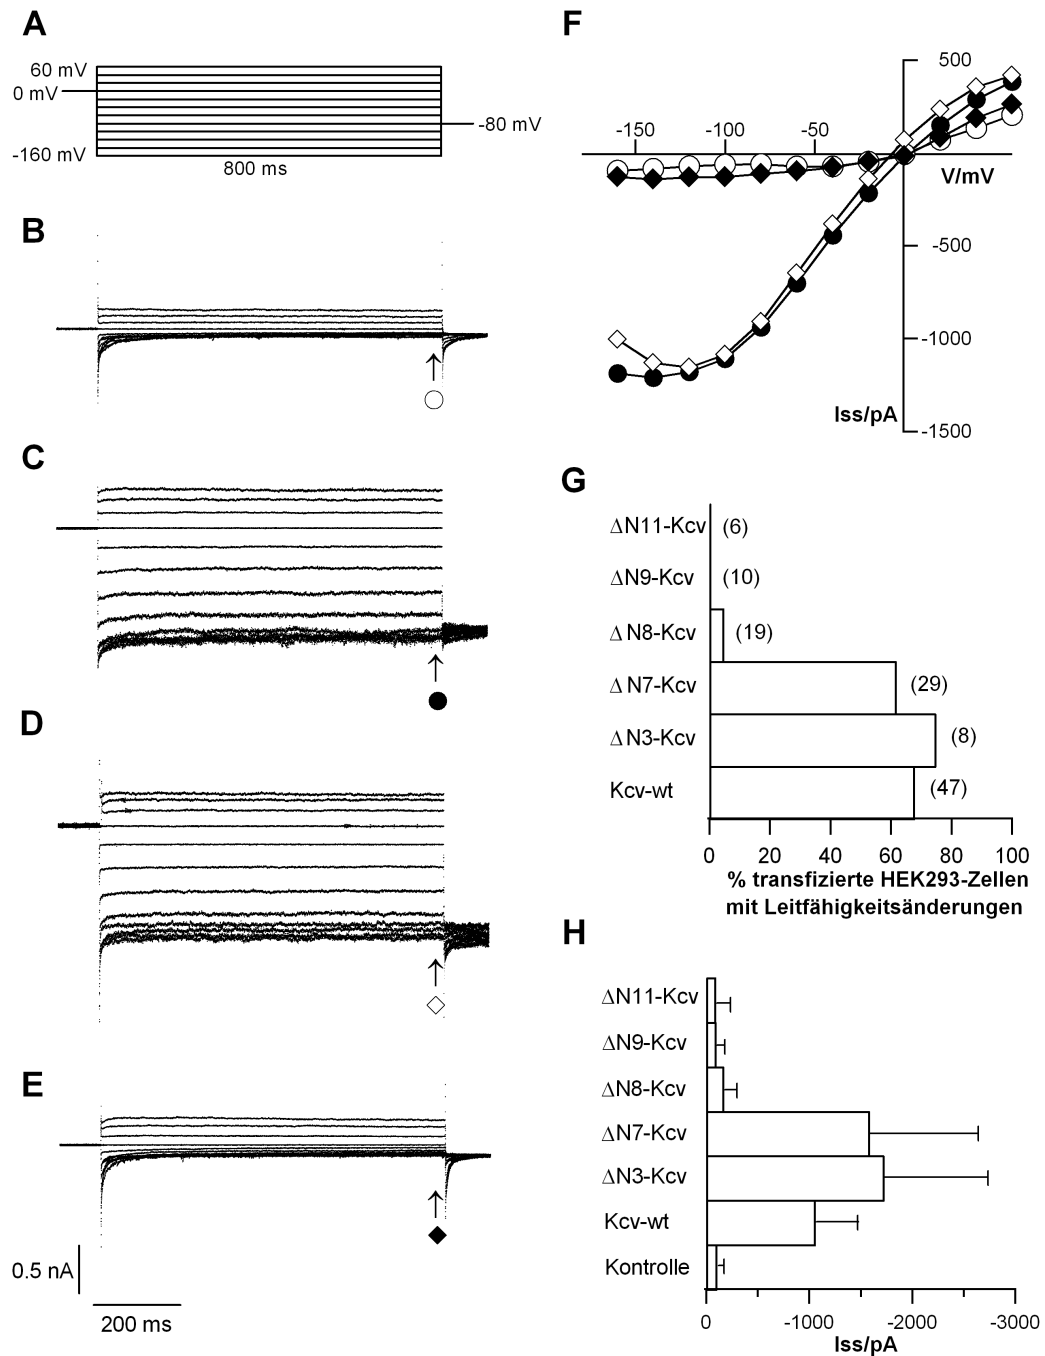 A
60 mV
0 mV
-80 mV
-160 mV
800 ms
B
C
D
E
0.5 nA
200 ms
F
500
-150
-100
-50
V/mV
-500
-1000
Iss/pA
-1500
G
ΔN11-Kcv (6)
ΔN9-Kcv (10)
ΔN8-Kcv (19)
ΔN7-Kcv (29)
ΔN3-Kcv (8)
Kcv-wt (47)
0 20 40 60 80 100
% transfizierte HEK293-Zellen
mit Leitfähigkeitsänderungen
H
ΔN11-Kcv
ΔN9-Kcv
ΔN8-Kcv
ΔN7-Kcv
ΔN3-Kcv
Kcv-wt
Kontrolle
0 -1000 -2000 -3000
Iss/pA